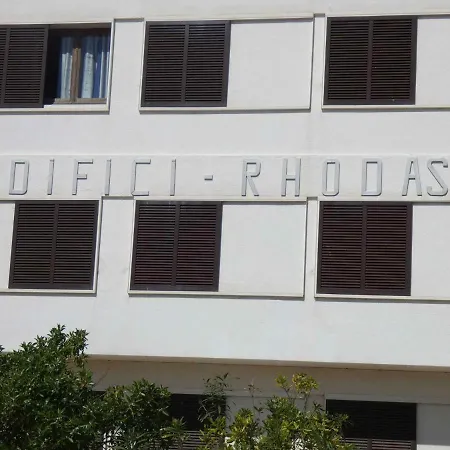 DIFICI - RHODAS